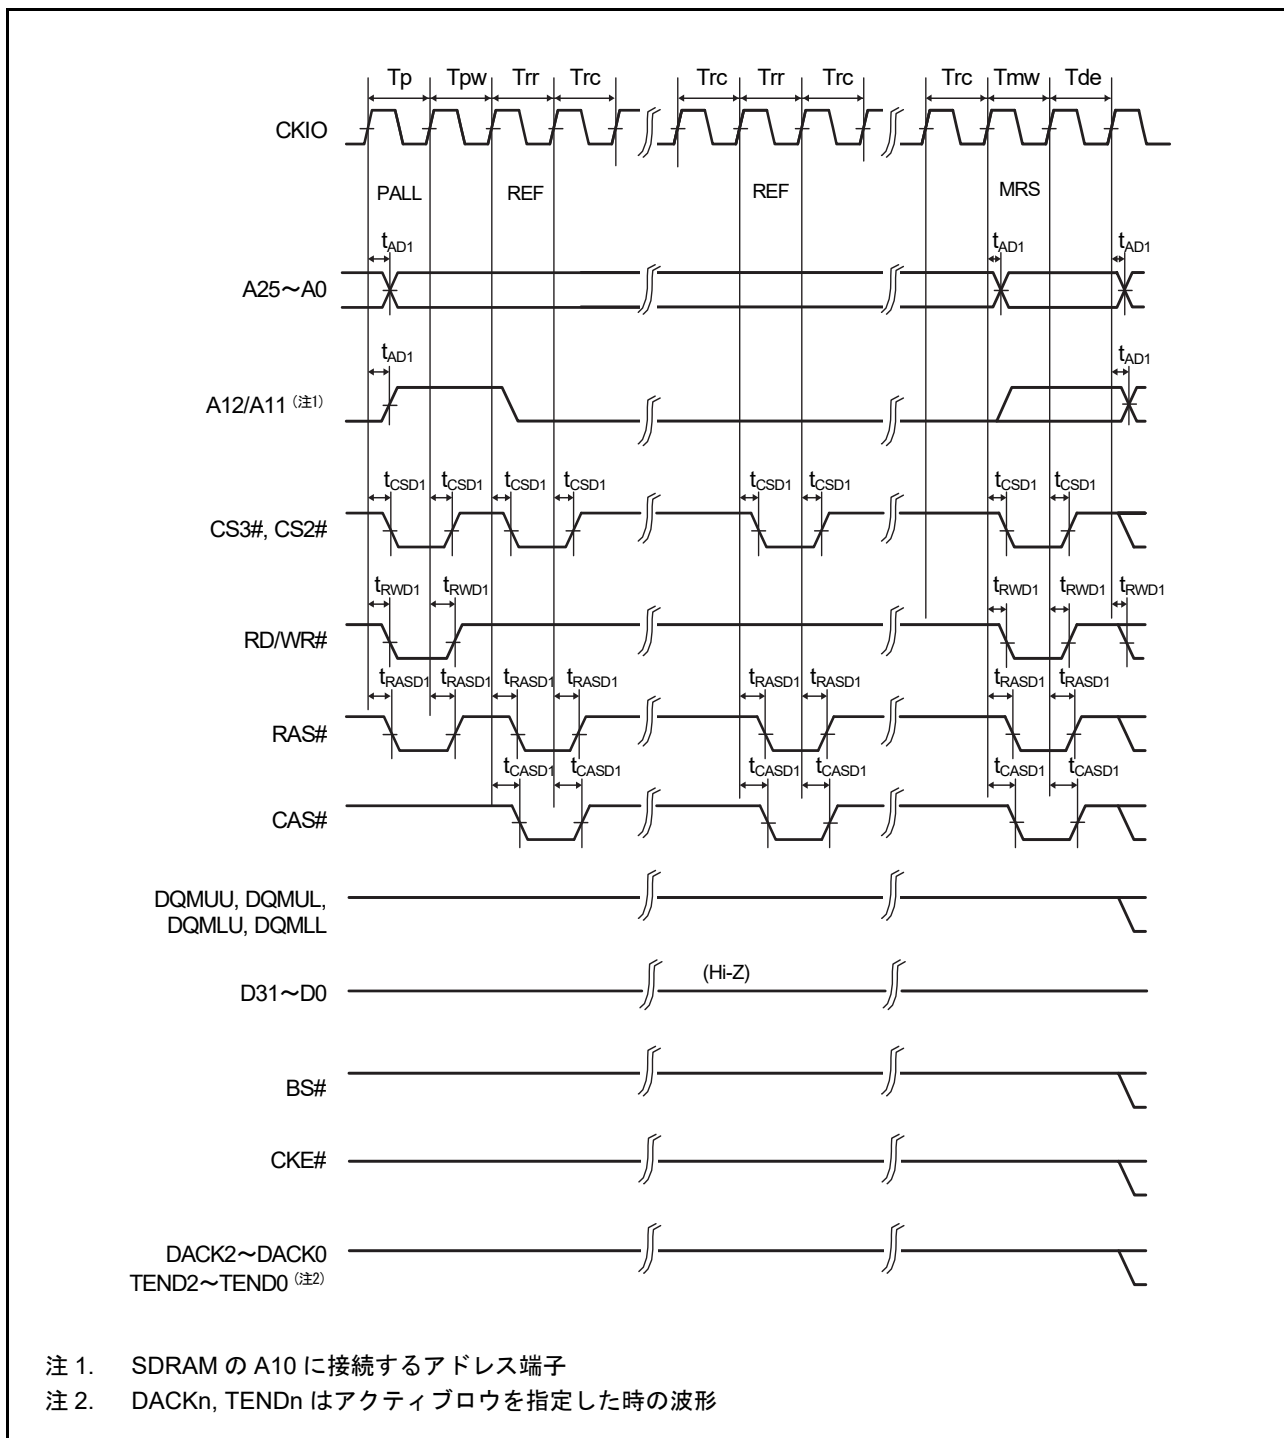 Tp Tpw Trr Trc Trc Trr Trc Trc Tmw Tde
CKIO
PALL REF REF MRS
tAD1 tAD1 tAD1
A25～A0
tAD1 tAD1
A12/A11 (注1)
tCSD1 tCSD1 tCSD1 tCSD1 tCSD1 tCSD1 tCSD1 tCSD1
CS3#, CS2#
tRWD1 tRWD1 tRWD1 tRWD1 tRWD1
RD/WR#
tRASD1 tRASD1 tRASD1 tRASD1 tRASD1 tRASD1 tRASD1 tRASD1
RAS#
tCASD1 tCASD1 tCASD1 tCASD1 tCASD1 tCASD1
CAS#
DQMUU, DQMUL,
DQMLU, DQMLL
(Hi-Z)
D31～D0
BS#
CKE#
DACK2～DACK0
TEND2～TEND0 (注2)
注 1. SDRAM の A10 に接続するアドレス端子
注 2. DACKn, TENDn はアクティブロウを指定した時の波形